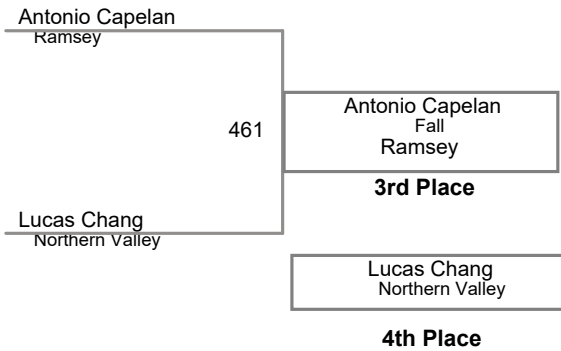 Antonio Capelan
Ramsey
461
Antonio Capelan
Fall
Ramsey
3rd Place
Lucas Chang
Northern Valley
Lucas Chang
Northern Valley
4th Place